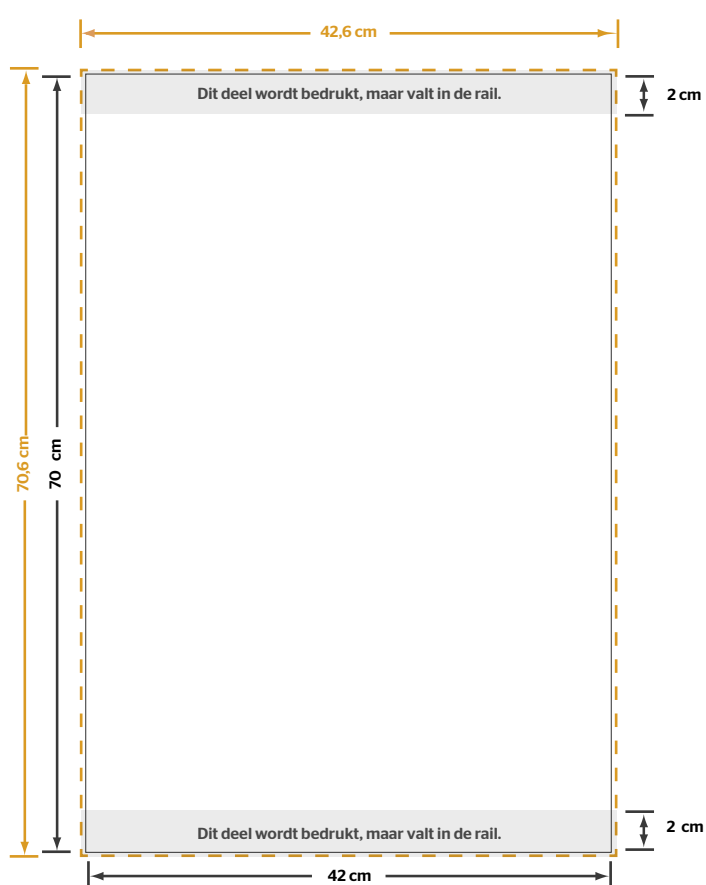 42,6 cm
Dit deel wordt bedrukt, maar valt in de rail.
2 cm
70,6 cm
70 cm
Dit deel wordt bedrukt, maar valt in de rail.
2 cm
42 cm